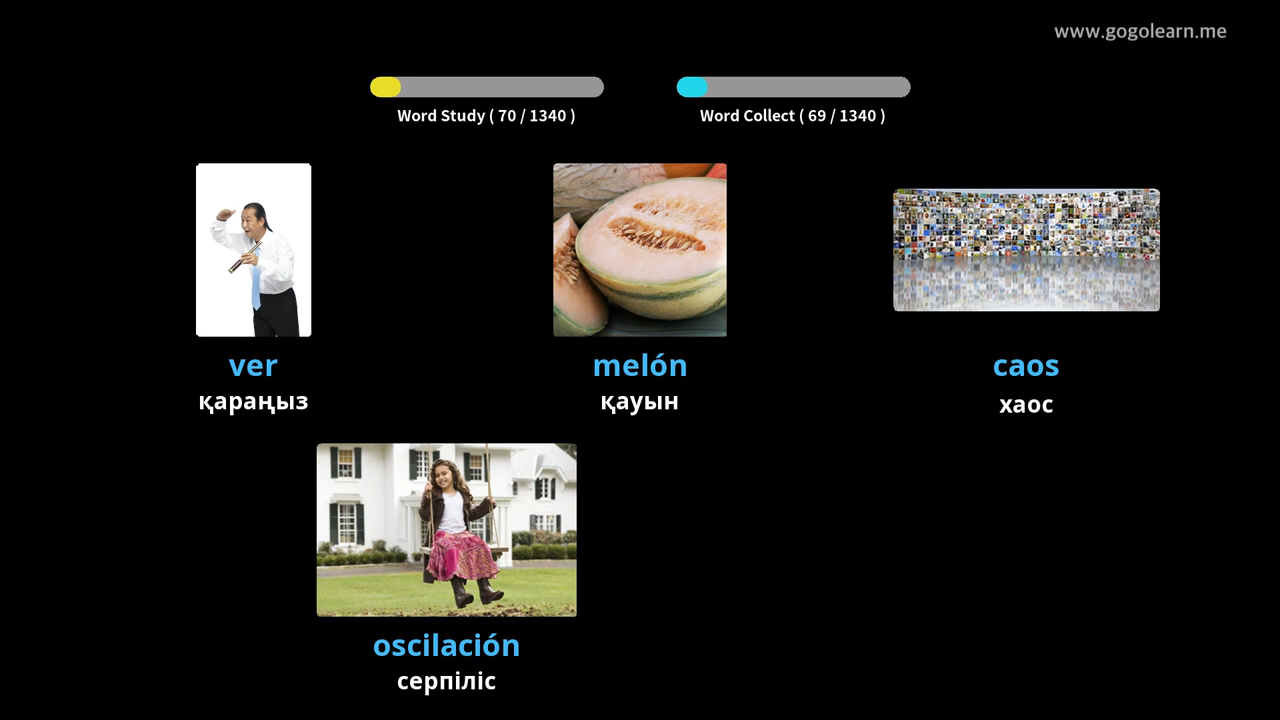 www.gogolearn.me
Word Study ( 70 / 1340 )
Word Collect ( 69 / 1340 )
ver
қараңыз
melón
қауын
caos
хаос
oscilación
серпіліс